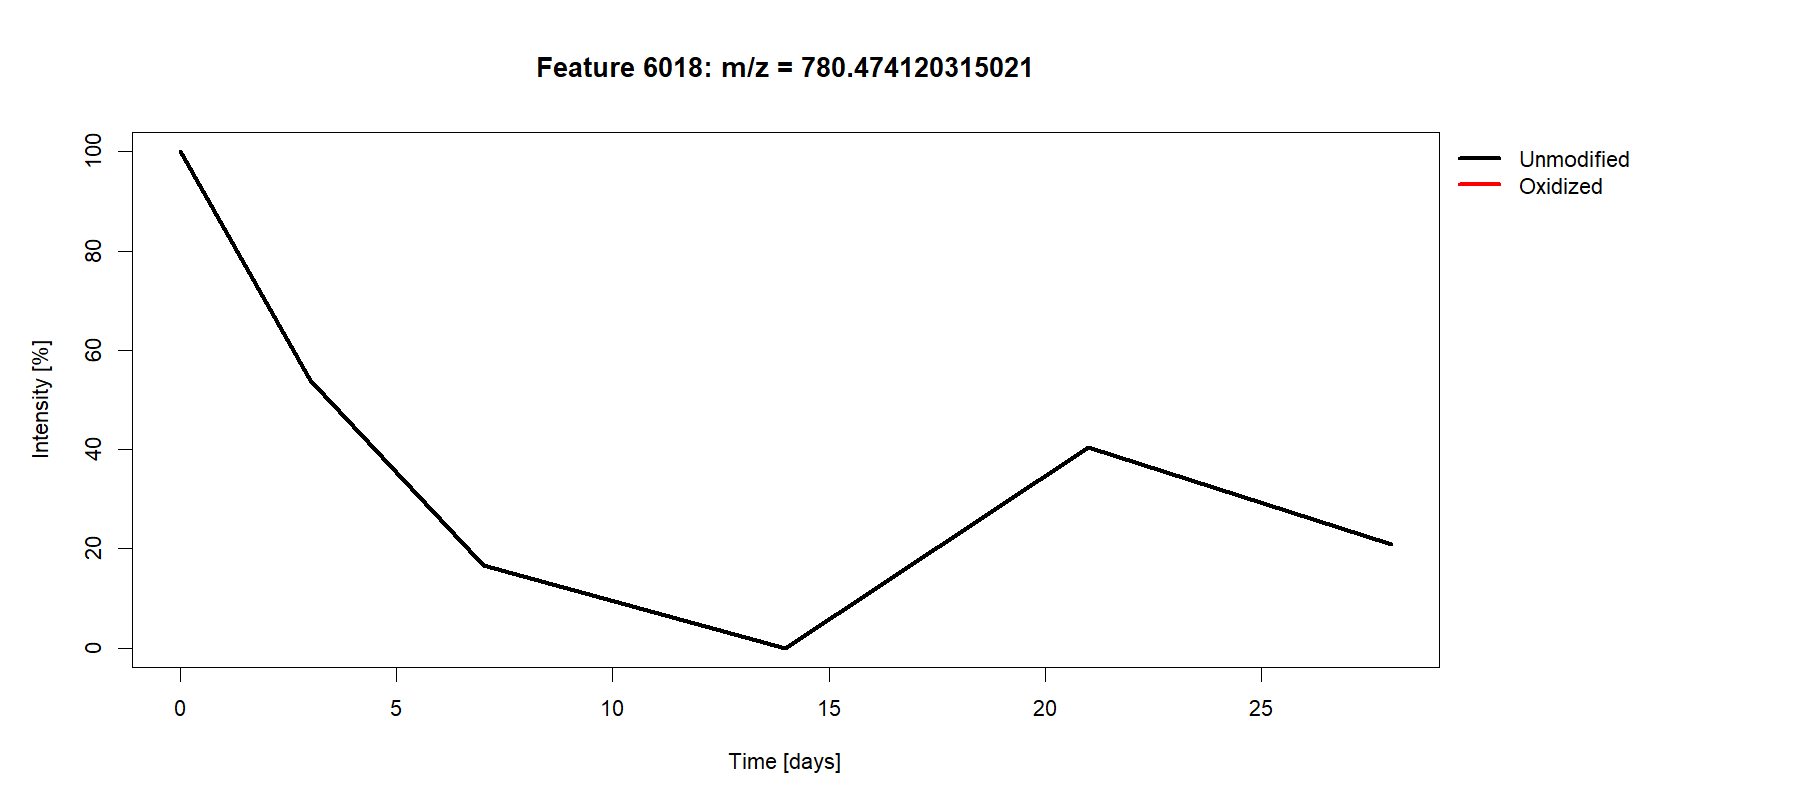 Feature 6018: m/z = 780.474120315021
Unmodified
Oxidized
Intensity [%]
100
80
60
40
20
0
0 5 10 15 20 25
Time [days]